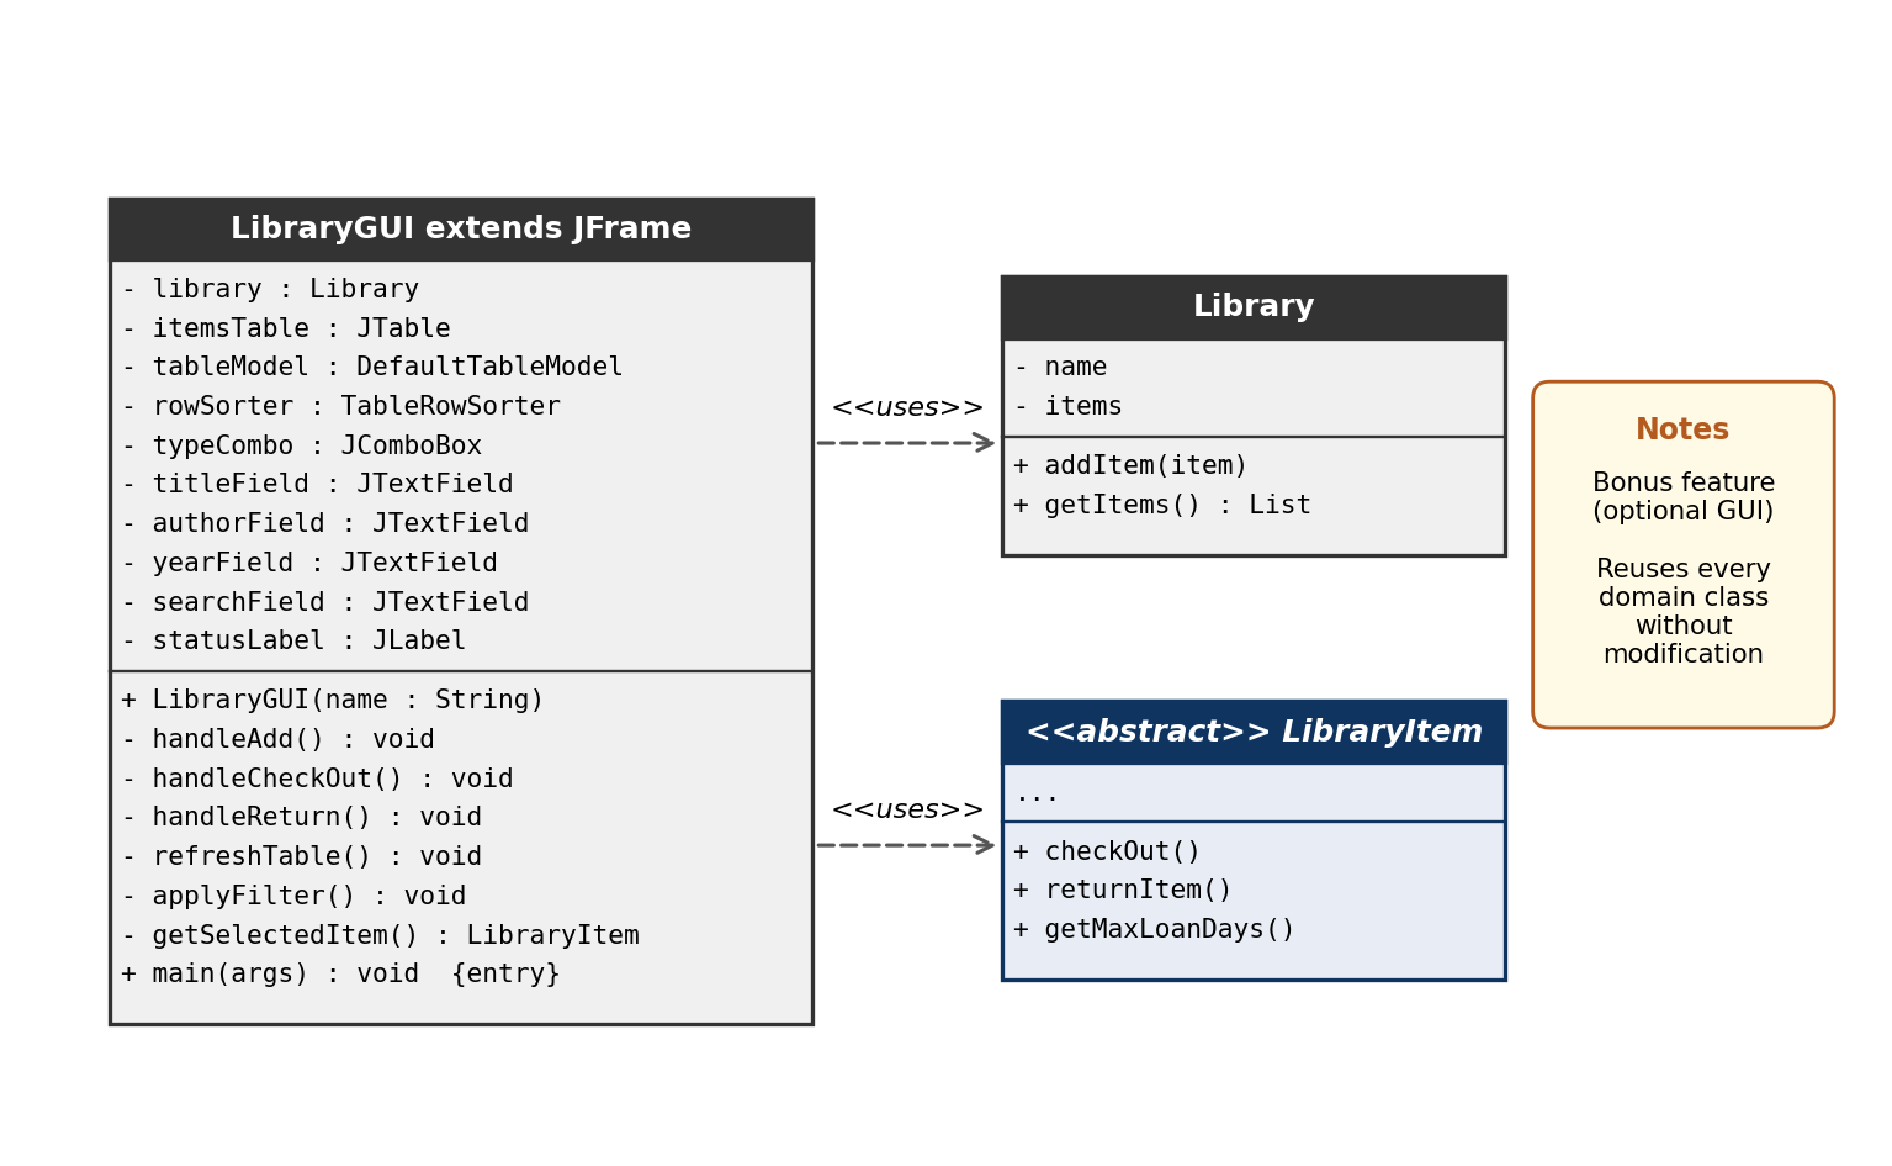 LibraryGUI extends JFrame
- library : Library
- itemsTable : JTable
- tableModel : DefaultTableModel
- rowSorter : TableRowSorter
- typeCombo : JComboBox
- titleField : JTextField
- authorField : JTextField
- yearField : JTextField
- searchField : JTextField
- statusLabel : JLabel
+ LibraryGUI(name : String)
- handleAdd() : void
- handleCheckOut() : void
- handleReturn() : void
- refreshTable() : void
- applyFilter() : void
- getSelectedItem() : LibraryItem
+ main(args) : void  {entry}
<<uses>>
<<uses>>
Library
- name
- items
+ addItem(item)
+ getItems() : List
<<abstract>> LibraryItem
...
+ checkOut()
+ returnItem()
+ getMaxLoanDays()
Notes
Bonus feature
(optional GUI)
Reuses every
domain class
without
modification